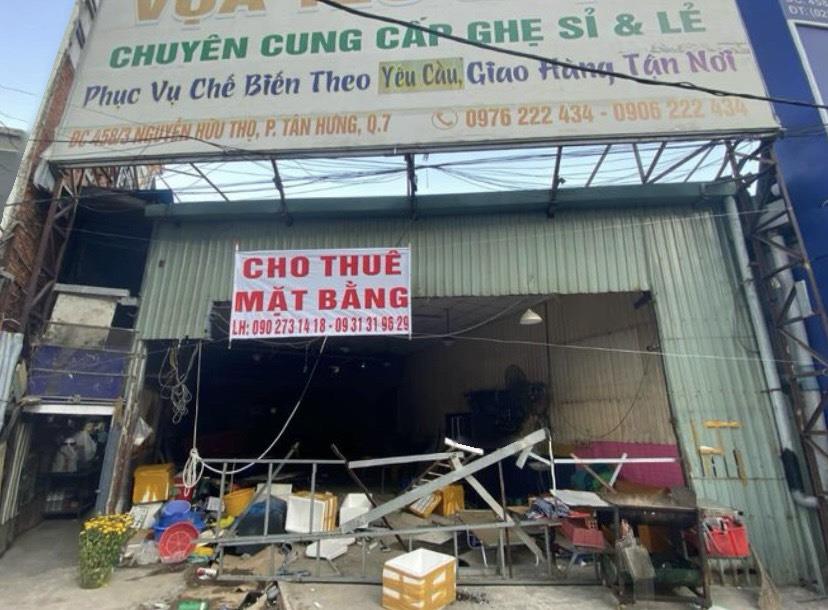 VỰA
CHUYÊN CUNG CẤP GHẸ SỈ & LẺ
Phục Vụ Chế Biến Theo Yêu Cầu, Giao Hàng Tận Nơi
ĐC 458/3 NGUYỄN HỮU THỌ, P. TÂN HƯNG, Q.7
0976 222 434 - 0906 222 434
CHO THUÊ
MẶT BẰNG
LH: 090 273 14 18 - 09 31 31 96 29